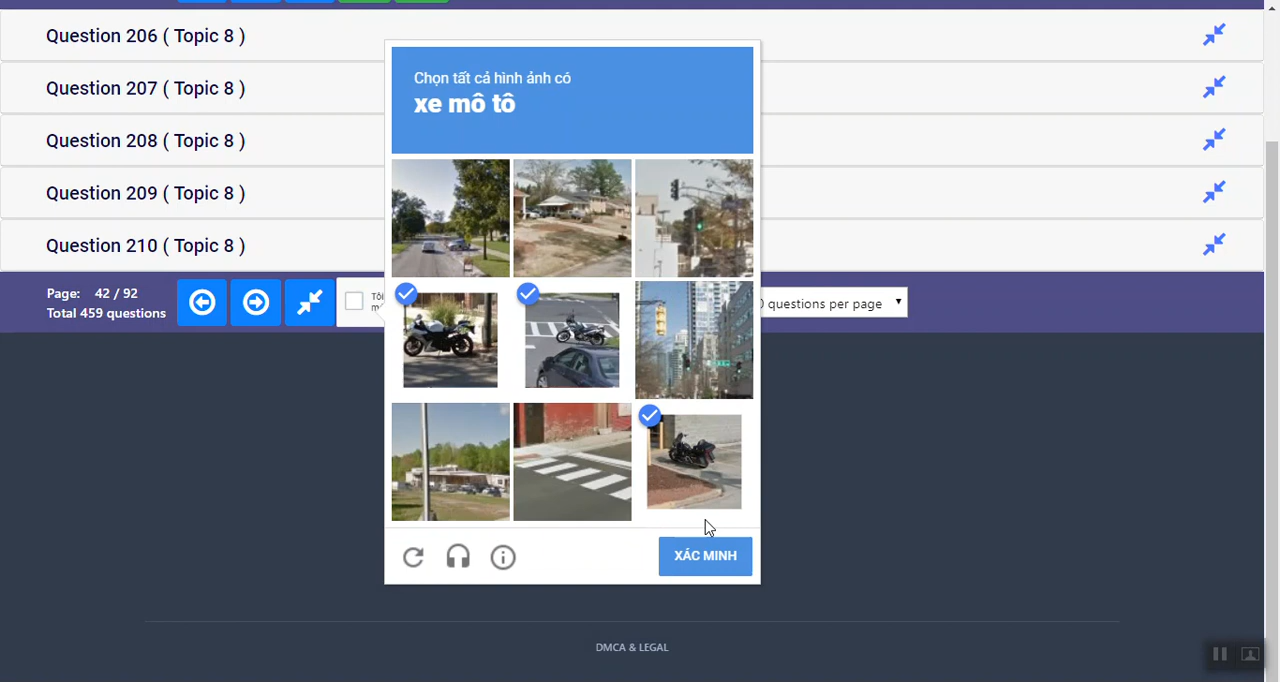 Question 206 ( Topic 8 )
Question 207 ( Topic 8 )
Question 208 ( Topic 8 )
Question 209 ( Topic 8 )
Question 210 ( Topic 8 )
Page: 42 / 92
Total 459 questions
Tôi
questions per page
Chọn tất cả hình ảnh có
xe mô tô
XÁC MINH
DMCA & LEGAL